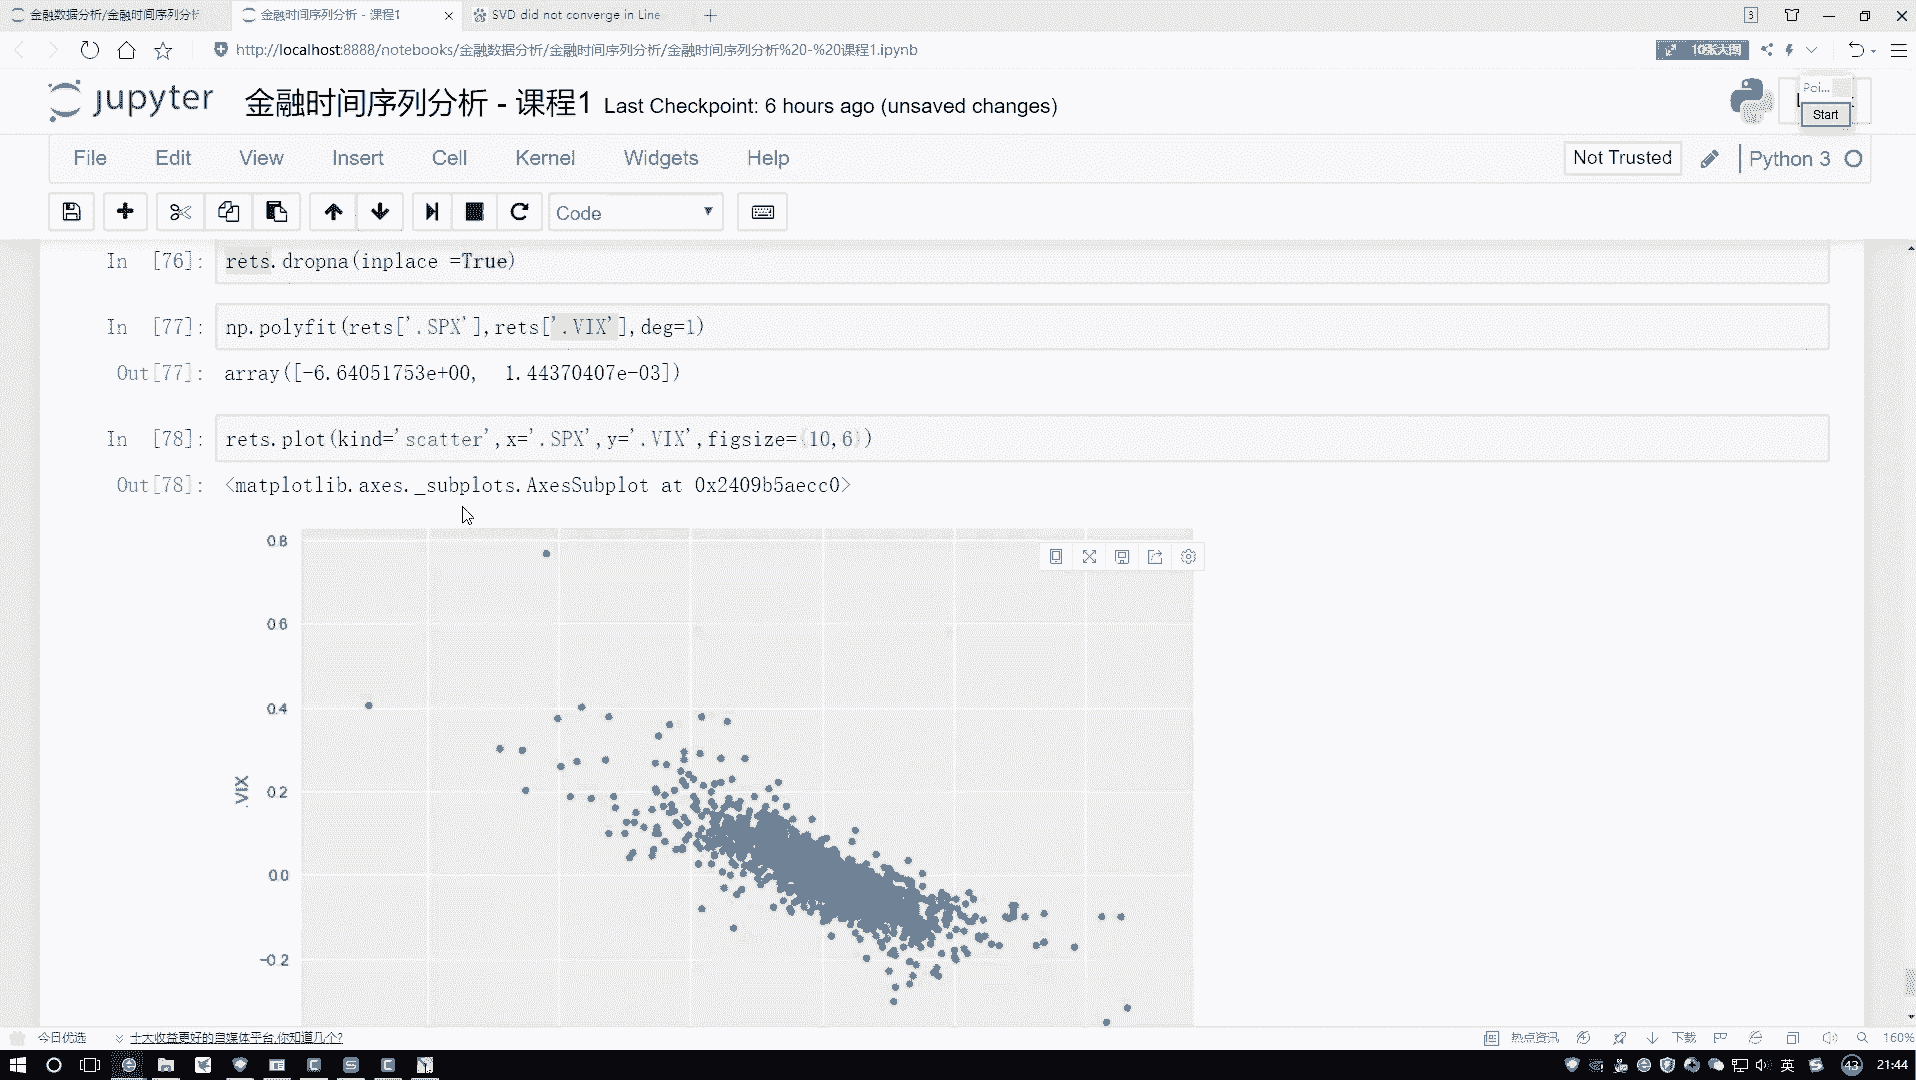 金融数据分析/金融时间序列分析
金融时间序列分析 - 课程1
SVD did not converge in Line
3
http://localhost:8888/notebooks/金融数据分析/金融时间序列分析/金融时间序列分析%20-%20课程1.ipynb
10张大图
jupyter 金融时间序列分析 - 课程1 Last Checkpoint: 6 hours ago (unsaved changes)
Poi...
Start
File Edit View Insert Cell Kernel Widgets Help
Not Trusted
Python 3
Code
In [76]: rets.dropna(inplace =True)
In [77]: np.polyfit(rets['.SPX'],rets['.VIX'],deg=1)
Out[77]: array([-6.64051753e+00, 1.44370407e-03])
In [78]: rets.plot(kind='scatter',x='.SPX',y='.VIX',figsize=(10,6))
Out[78]: <matplotlib.axes._subplots.AxesSubplot at 0x2409b5aecc0>
0.8
0.6
0.4
.VIX
0.2
0.0
-0.2
今日优选
十大收益更好的自媒体平台,你知道几个?
热点资讯
下载
160%
英
43
21:44